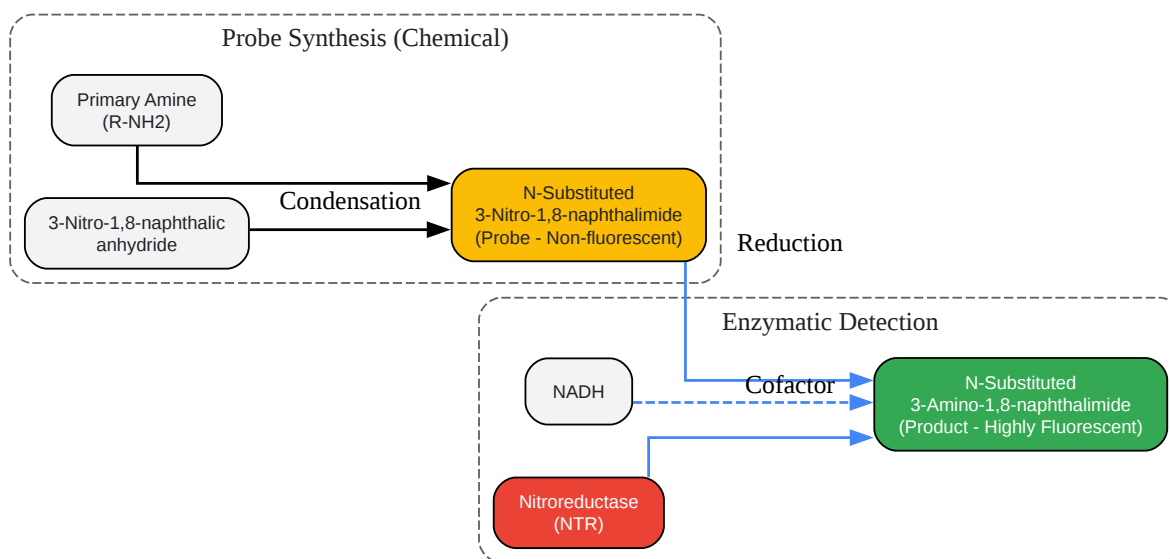 Probe Synthesis (Chemical)
Primary Amine
(R-NH2)
Condensation
3-Nitro-1,8-naphthalic
anhydride
N-Substituted
3-Nitro-1,8-naphthalimide
(Probe - Non-fluorescent)
Reduction
Enzymatic Detection
NADH
Cofactor
N-Substituted
3-Amino-1,8-naphthalimide
(Product - Highly Fluorescent)
Nitroreductase
(NTR)